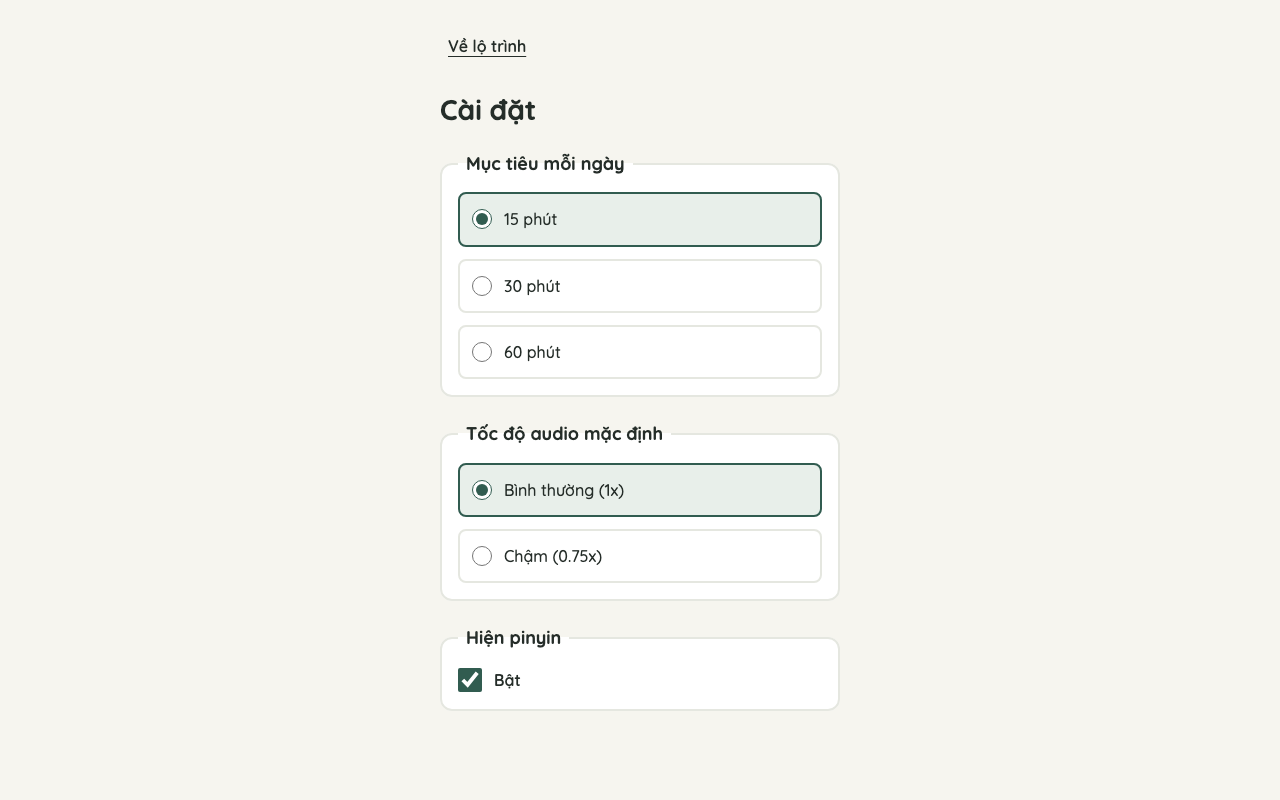 Về lộ trình
Cài đặt
Mục tiêu mỗi ngày
15 phút
30 phút
60 phút
Tốc độ audio mặc định
Bình thường (1x)
Chậm (0.75x)
Hiện pinyin
Bật